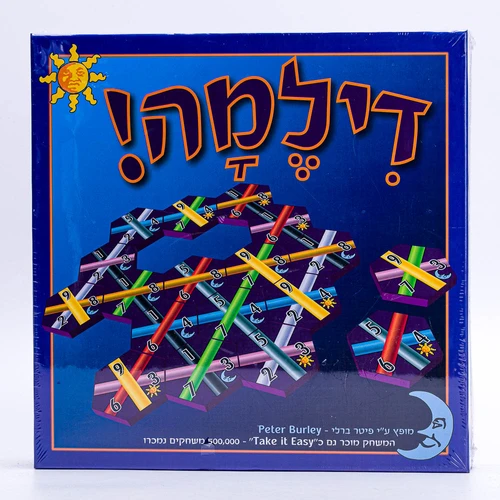 דִילֶמָה!
מופץ ע"י פיטר ברלי - Peter Burley
המשחק מוכר גם כ"Take it Easy" - 500,000 משחקים נמכרו